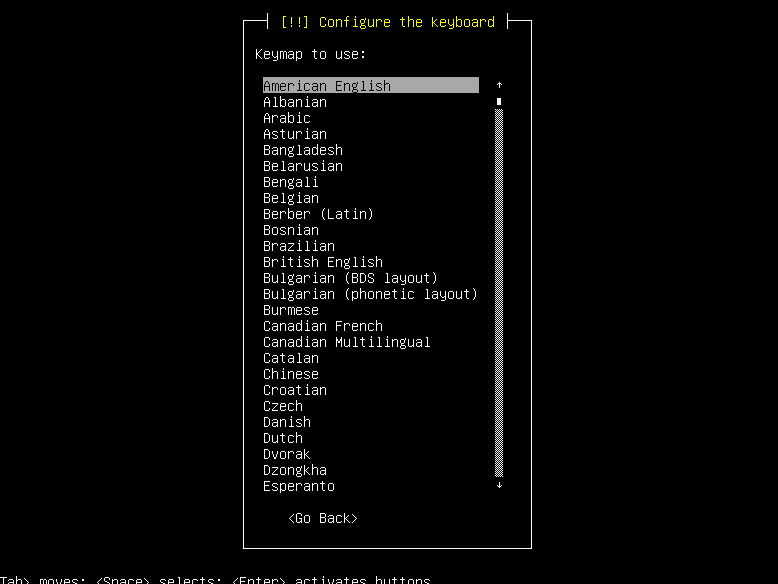 [!!] Configure the keyboard
Keymap to use:
American English
Albanian
Arabic
Asturian
Bangladesh
Belarusian
Bengali
Belgian
Berber (Latin)
Bosnian
Brazilian
British English
Bulgarian (BDS layout)
Bulgarian (phonetic layout)
Burmese
Canadian French
Canadian Multilingual
Catalan
Chinese
Croatian
Czech
Danish
Dutch
Dvorak
Dzongkha
Esperanto
<Go Back>
Tab> moves; <Space> selects; <Enter> activates buttons